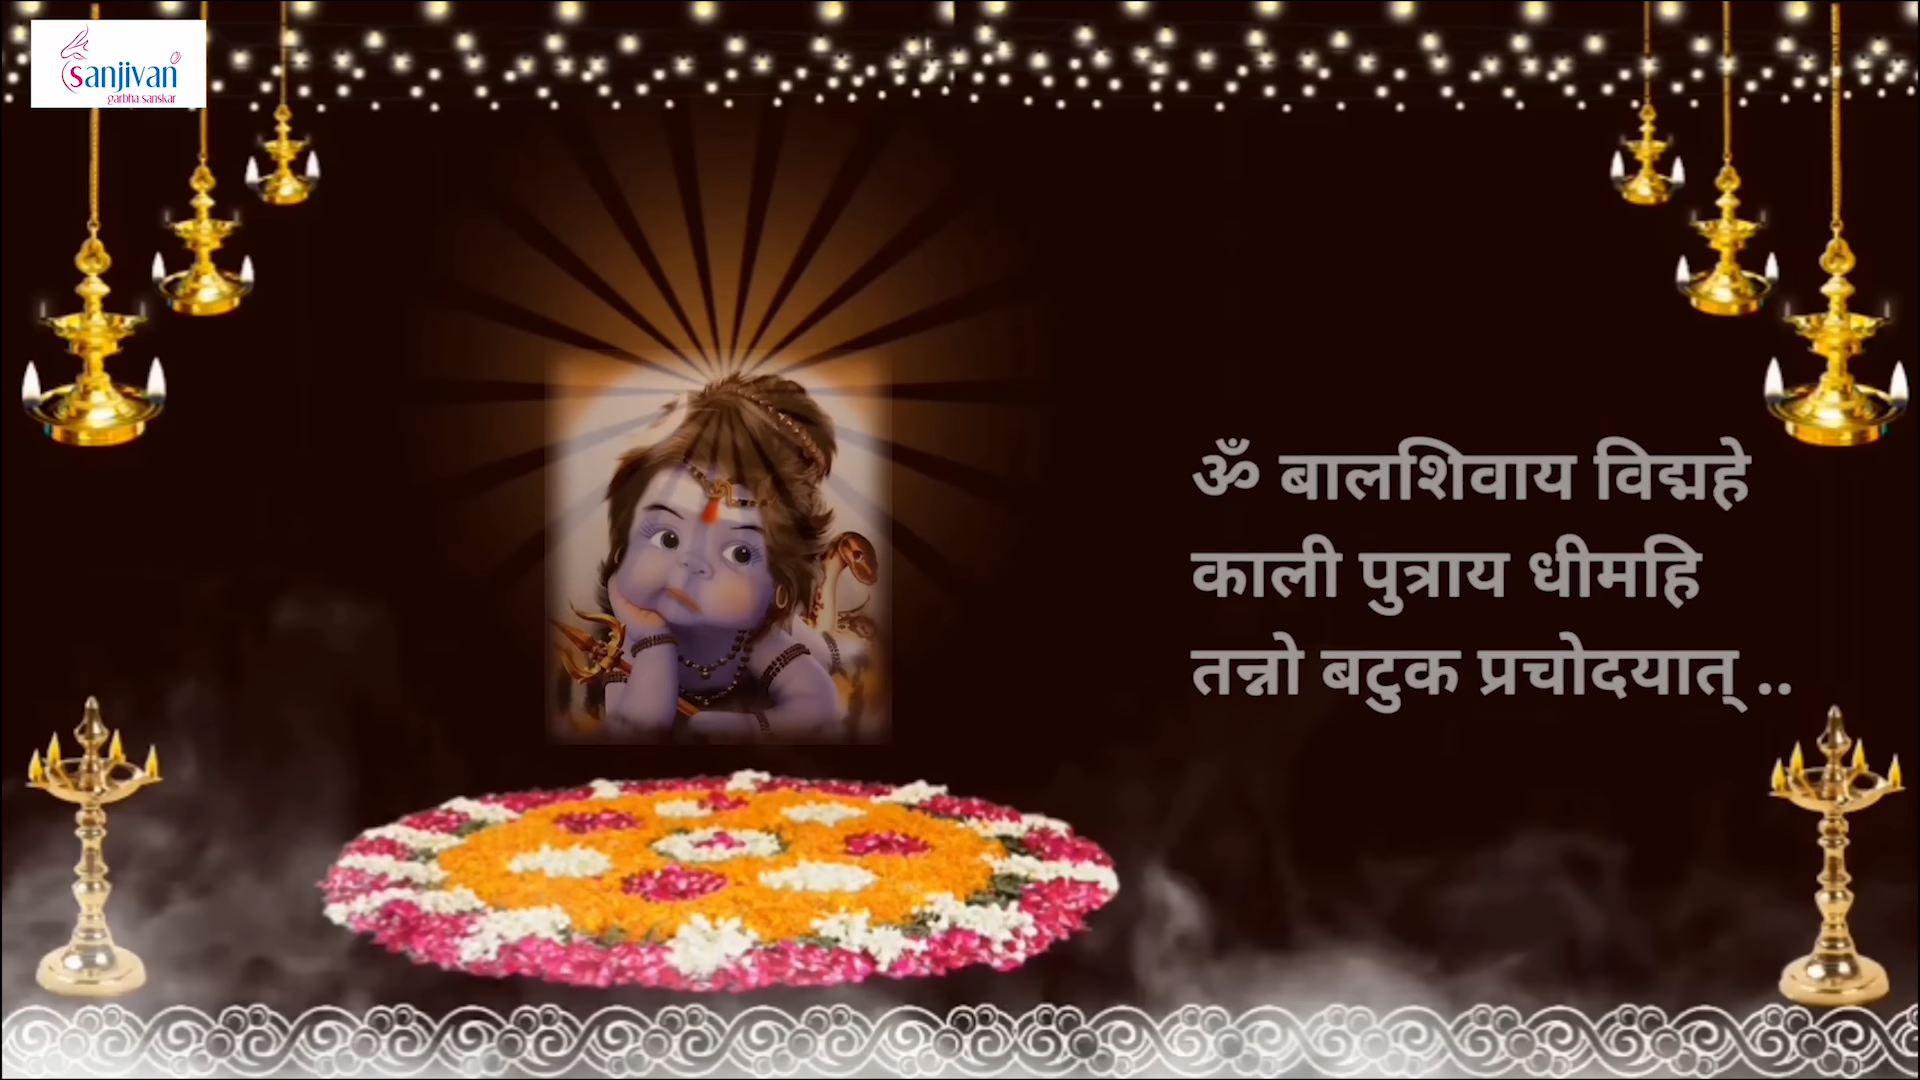 sanjivan
garbha sanskar
ॐ बालशिवाय विद्महे
काली पुत्राय धीमहि
तन्नो बटुक प्रचोदयात् ..